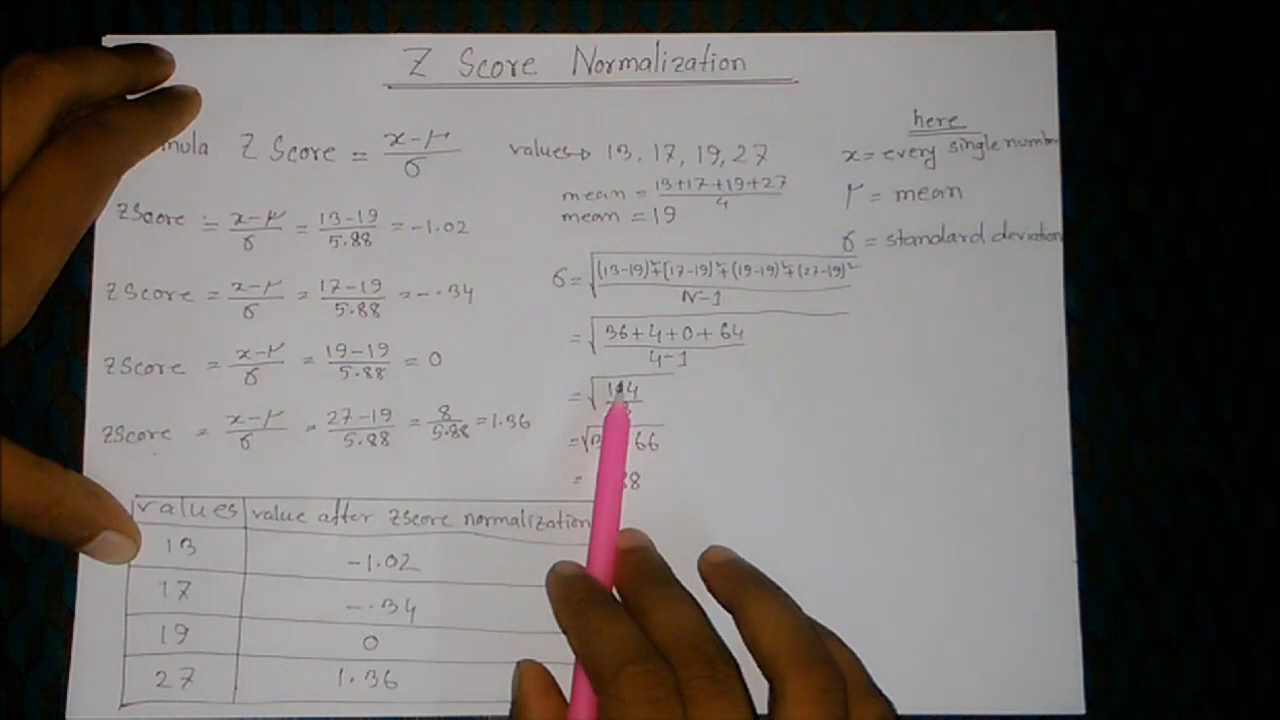 Z Score Normalization
Z Score = x-μ / σ
values → 13, 17, 19, 27
mean = 13+17+19+27 / 4
mean = 19
here
x = every single number
μ = mean
σ = standard deviation
ZScore = x-μ / σ = 13-19 / 5.88 = -1.02
ZScore = x-μ / σ = 17-19 / 5.88 = -.34
ZScore = x-μ / σ = 19-19 / 5.88 = 0
ZScore = x-μ / σ = 27-19 / 5.88 = 8 / 5.88 = 1.36
σ = √((13-19)²+(17-19)²+(19-19)²+(27-19)² / N-1)
= √(36+4+0+64 / 4-1)
values value after ZScore normalization
13 -1.02
17 -.34
19 0
27 1.36